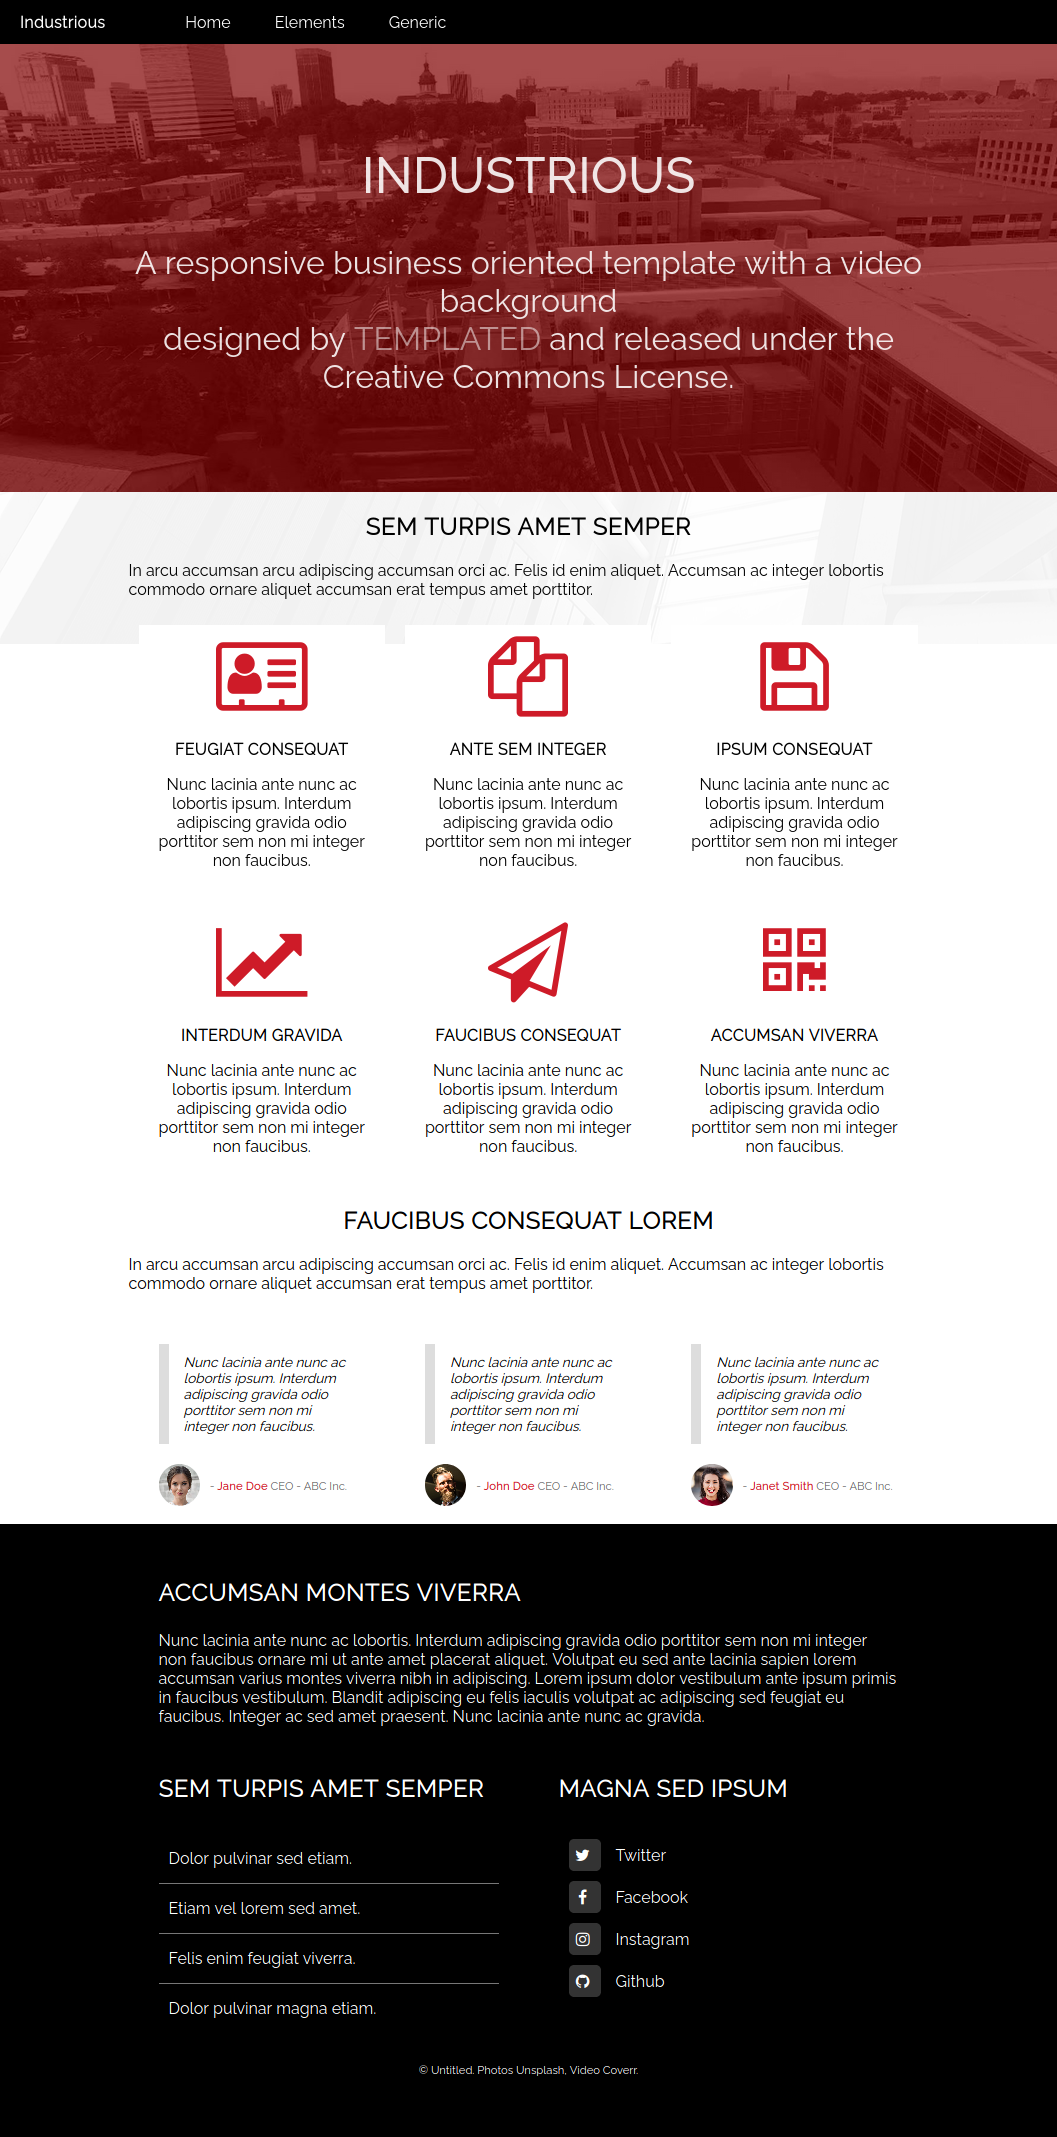 Industrious Home Elements Generic
INDUSTRIOUS
A responsive business oriented template with a video
background
designed by TEMPLATED and released under the
Creative Commons License.
SEM TURPIS AMET SEMPER
In arcu accumsan arcu adipiscing accumsan orci ac. Felis id enim aliquet. Accumsan ac integer lobortis
commodo ornare aliquet accumsan erat tempus amet porttitor.
FEUGIAT CONSEQUAT
Nunc lacinia ante nunc ac
lobortis ipsum. Interdum
adipiscing gravida odio
porttitor sem non mi integer
non faucibus.
ANTE SEM INTEGER
Nunc lacinia ante nunc ac
lobortis ipsum. Interdum
adipiscing gravida odio
porttitor sem non mi integer
non faucibus.
IPSUM CONSEQUAT
Nunc lacinia ante nunc ac
lobortis ipsum. Interdum
adipiscing gravida odio
porttitor sem non mi integer
non faucibus.
INTERDUM GRAVIDA
Nunc lacinia ante nunc ac
lobortis ipsum. Interdum
adipiscing gravida odio
porttitor sem non mi integer
non faucibus.
FAUCIBUS CONSEQUAT
Nunc lacinia ante nunc ac
lobortis ipsum. Interdum
adipiscing gravida odio
porttitor sem non mi integer
non faucibus.
ACCUMSAN VIVERRA
Nunc lacinia ante nunc ac
lobortis ipsum. Interdum
adipiscing gravida odio
porttitor sem non mi integer
non faucibus.
FAUCIBUS CONSEQUAT LOREM
In arcu accumsan arcu adipiscing accumsan orci ac. Felis id enim aliquet. Accumsan ac integer lobortis
commodo ornare aliquet accumsan erat tempus amet porttitor.
Nunc lacinia ante nunc ac
lobortis ipsum. Interdum
adipiscing gravida odio
porttitor sem non mi
integer non faucibus.
- Jane Doe CEO - ABC Inc.
Nunc lacinia ante nunc ac
lobortis ipsum. Interdum
adipiscing gravida odio
porttitor sem non mi
integer non faucibus.
- John Doe CEO - ABC Inc.
Nunc lacinia ante nunc ac
lobortis ipsum. Interdum
adipiscing gravida odio
porttitor sem non mi
integer non faucibus.
- Janet Smith CEO - ABC Inc.
ACCUMSAN MONTES VIVERRA
Nunc lacinia ante nunc ac lobortis. Interdum adipiscing gravida odio porttitor sem non mi integer
non faucibus ornare mi ut ante amet placerat aliquet. Volutpat eu sed ante lacinia sapien lorem
accumsan varius montes viverra nibh in adipiscing. Lorem ipsum dolor vestibulum ante ipsum primis
in faucibus vestibulum. Blandit adipiscing eu felis iaculis volutpat ac adipiscing sed feugiat eu
faucibus. Integer ac sed amet praesent. Nunc lacinia ante nunc ac gravida.
SEM TURPIS AMET SEMPER
Dolor pulvinar sed etiam.
Etiam vel lorem sed amet.
Felis enim feugiat viverra.
Dolor pulvinar magna etiam.
MAGNA SED IPSUM
Twitter
Facebook
Instagram
Github
© Untitled. Photos Unsplash, Video Coverr.